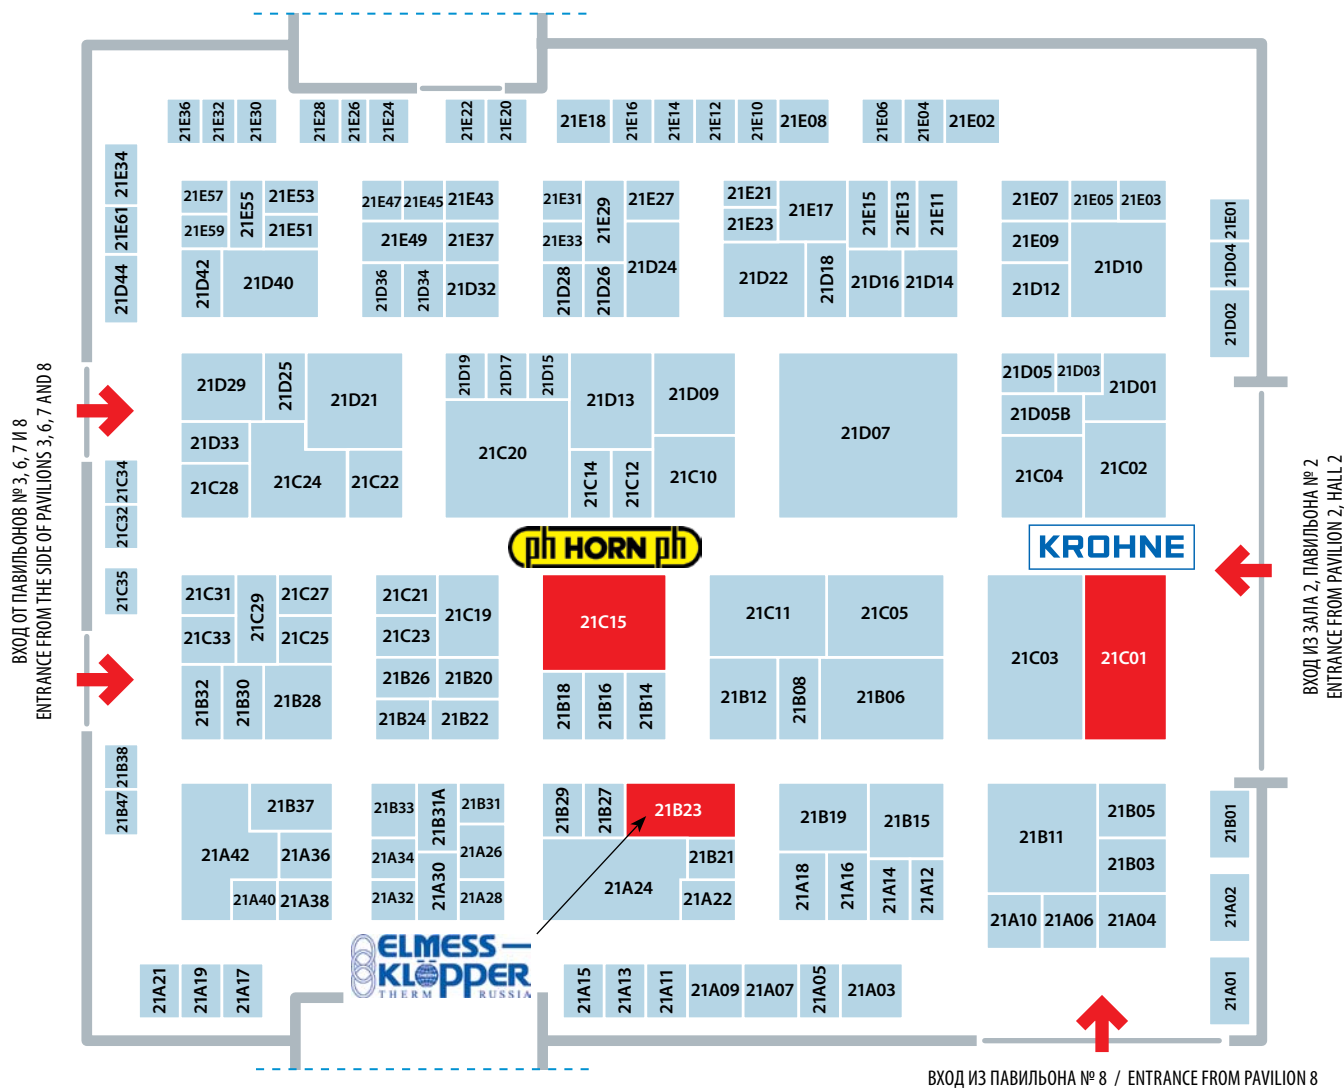 21E36 21E32 21E30 21E28 21E26 21E24 21E22 21E20 21E18 21E16 21E14 21E12 21E10 21E08 21E06 21E04 21E02
21E34
21E61
21D44
21E57 21E55 21E53
21E59 21E51
21D42 21D40
21E47 21E45 21E43
21E49 21E37
21D36 21D34 21D32
21E31 21E29 21E27
21E33 21D24
21D28 21D26
21E21 21E17 21E15 21E13 21E11
21E23
21D22 21D18 21D16 21D14
21E07 21E05 21E03
21E09 21D10
21D12
21E01
21D04
21D02
21D29 21D25 21D21
21D33
21C28 21C24 21C22
21D19 21D17 21D15 21D13 21D09
21C20 21C14 21C12 21C10
21D07
21D05 21D03 21D01
21D05B
21C04 21C02
ВХОД ОТ ПАВИЛЬОНОВ № 3, 6, 7 И 8
ENTRANCE FROM THE SIDE OF PAVILIONS 3, 6, 7 AND 8
21C34
21C32
21C35
ph HORN ph
KROHNE
ВХОД ИЗ ЗАЛА 2, ПАВИЛЬОНА № 2
ENTRANCE FROM PAVILION 2, HALL 2
21C31 21C29 21C27
21C33 21C25
21B32 21B30 21B28
21C21 21C19
21C23
21B26 21B20
21B24 21B22
21C15
21B18 21B16 21B14
21C11 21C05
21B12 21B08 21B06
21C03 21C01
21B38
21B47
21B37
21A42 21A36
21A40 21A38
21B33 21B31A 21B31
21A34 21A30 21A26
21A32 21A28
21B29 21B27 21B23
21B21
21A24 21A22
21B19 21B15
21A18 21A16 21A14 21A12
21B11 21B05
21B03
21A10 21A06 21A04
21B01
21A02
21A01
ELMESS —
KLÖPPER
THERM RUSSIA
21A21 21A19 21A17 21A15 21A13 21A11 21A09 21A07 21A05 21A03
ВХОД ИЗ ПАВИЛЬОНА № 8 / ENTRANCE FROM PAVILION 8